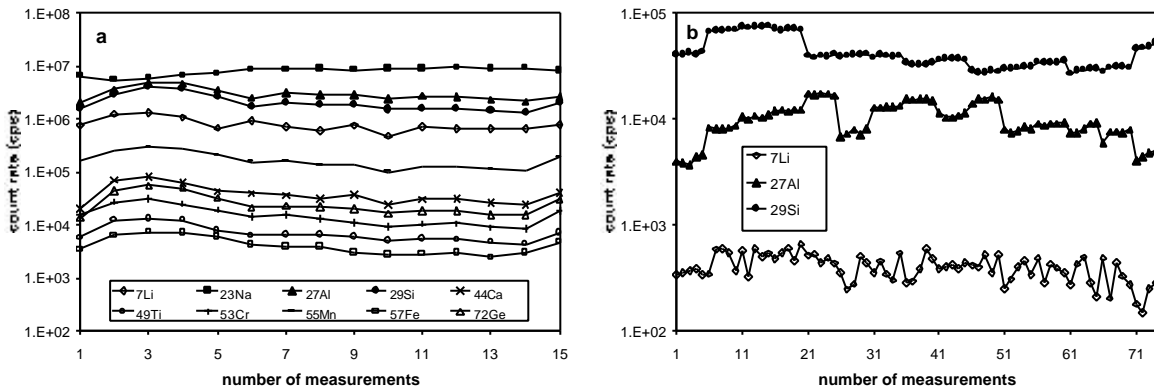 a
1.E+08
1.E+07
1.E+06
1.E+05
1.E+04
1.E+03
1.E+02
count rate (cps)
7Li 23Na 27Al 29Si 44Ca
49Ti 53Cr 55Mn 57Fe 72Ge
1 3 5 7 9 11 13 15
number of measurements
b
1.E+05
1.E+04
1.E+03
1.E+02
count rate (cps)
7Li
27Al
29Si
1 11 21 31 41 51 61 71
number of measurements